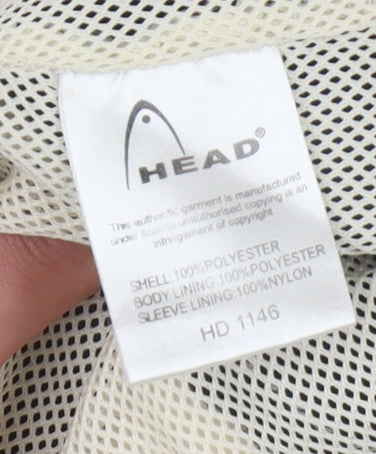 HEAD®
This authentic garment is manufactured
under license unauthorised copying is an
infringement of copyright
SHELL 100%POLYESTER
BODY LINING:100%POLYESTER
SLEEVE LINING:100%NYLON
HD 1146